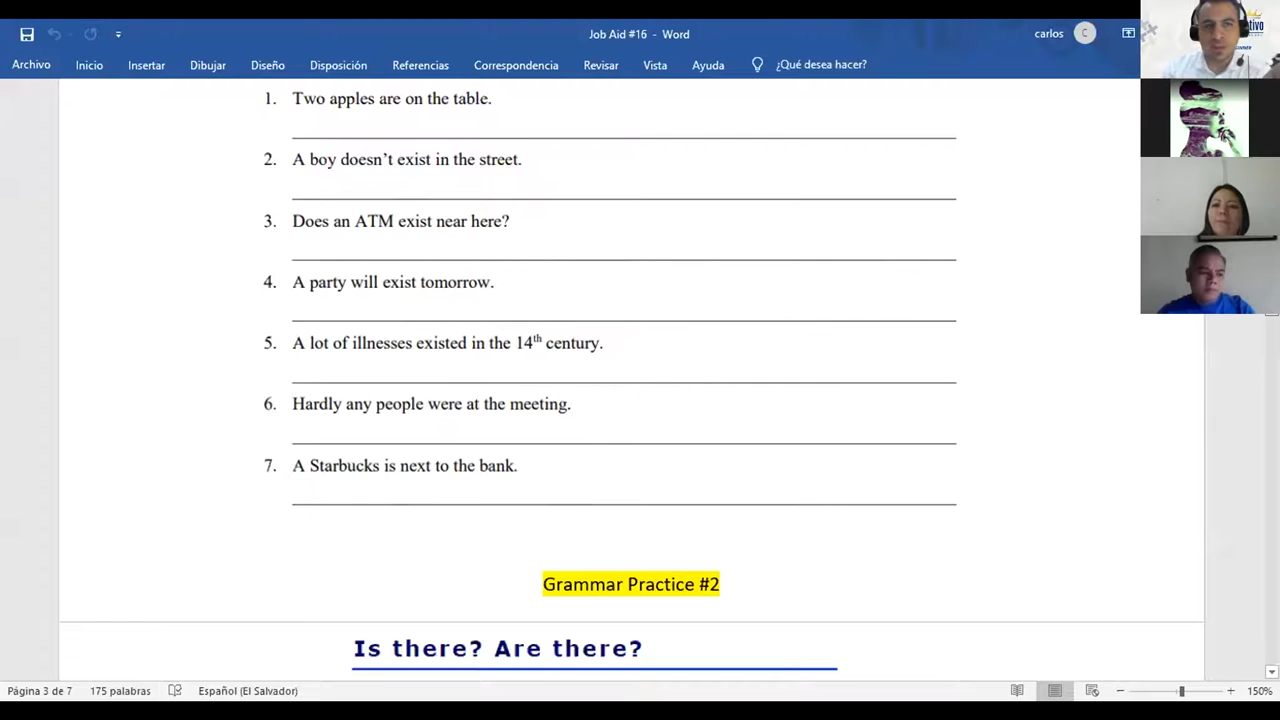 Job Aid #16 - Word
carlos
C
Archivo Inicio Insertar Dibujar Diseño Disposición Referencias Correspondencia Revisar Vista Ayuda ¿Qué desea hacer?
1. Two apples are on the table.
2. A boy doesn't exist in the street.
3. Does an ATM exist near here?
4. A party will exist tomorrow.
5. A lot of illnesses existed in the 14th century.
6. Hardly any people were at the meeting.
7. A Starbucks is next to the bank.
Grammar Practice #2
Is there? Are there?
Página 3 de 7 175 palabras Español (El Salvador) 150%